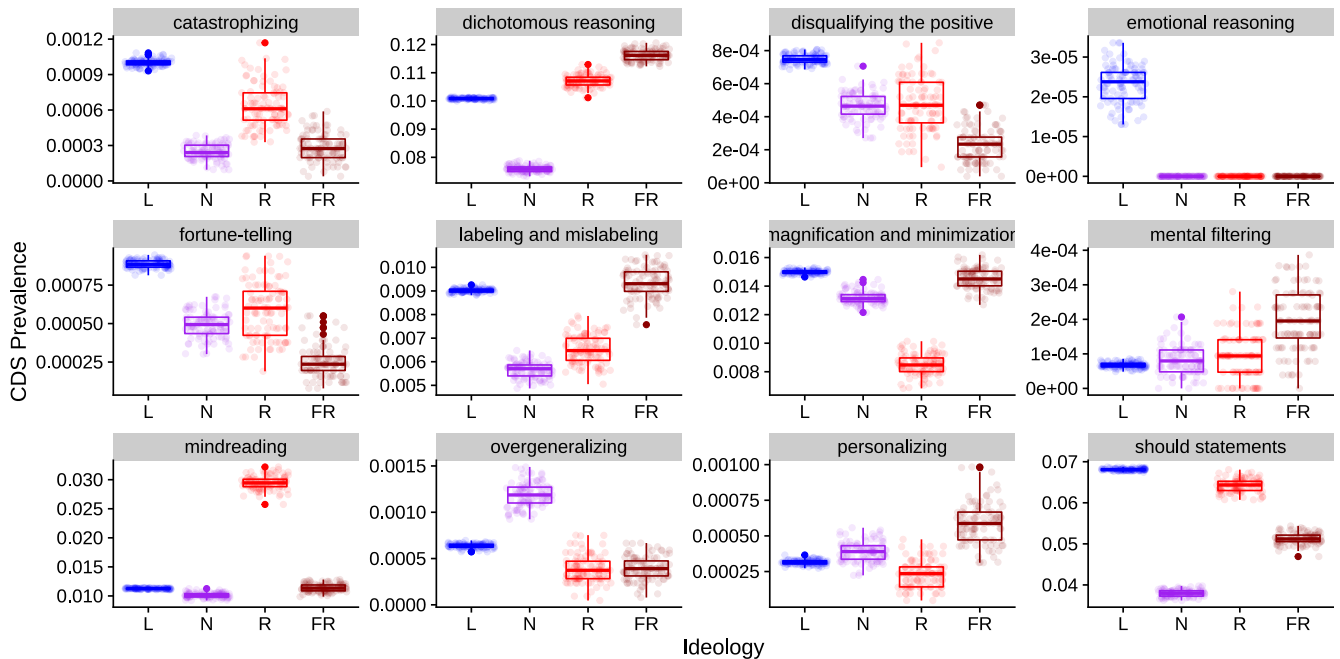 catastrophizing
dichotomous reasoning
disqualifying the positive
emotional reasoning
0.0012
0.0009
0.0006
0.0003
0.0000
0.12
0.10
0.08
8e-04
6e-04
4e-04
2e-04
0e+00
3e-05
2e-05
1e-05
0e+00
L N R FR
L N R FR
L N R FR
L N R FR
fortune-telling
labeling and mislabeling
magnification and minimization
mental filtering
0.00075
0.00050
0.00025
0.010
0.009
0.008
0.007
0.006
0.005
0.016
0.014
0.012
0.010
0.008
4e-04
3e-04
2e-04
1e-04
0e+00
L N R FR
L N R FR
L N R FR
L N R FR
mindreading
overgeneralizing
personalizing
should statements
0.030
0.025
0.020
0.015
0.010
0.0015
0.0010
0.0005
0.0000
0.00100
0.00075
0.00050
0.00025
0.07
0.06
0.05
0.04
L N R FR
L N R FR
L N R FR
L N R FR
CDS Prevalence
Ideology